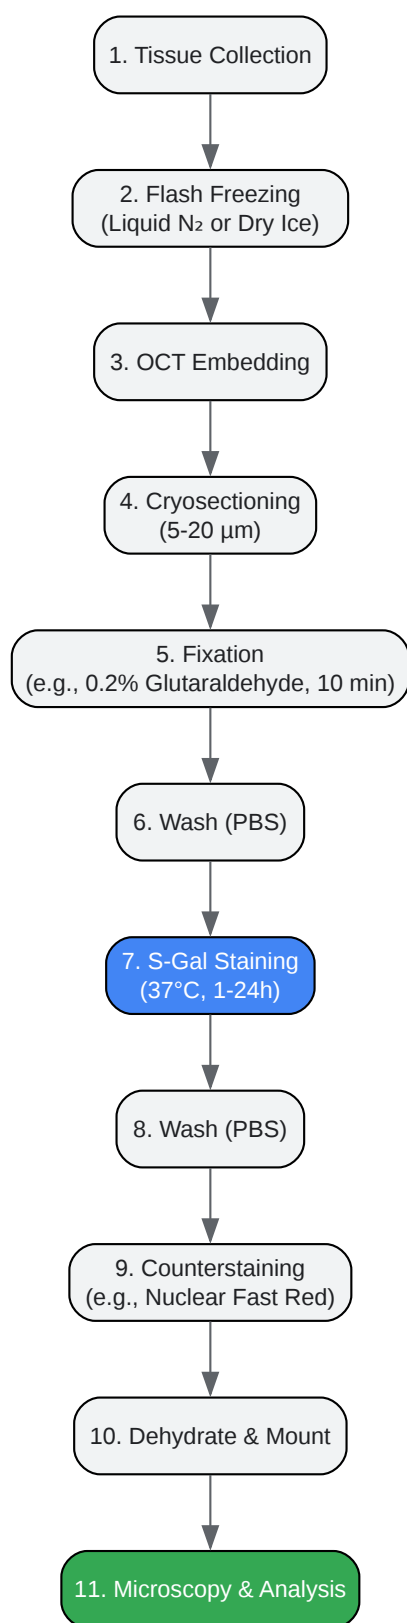 1. Tissue Collection
2. Flash Freezing
(Liquid N₂ or Dry Ice)
3. OCT Embedding
4. Cryosectioning
(5-20 µm)
5. Fixation
(e.g., 0.2% Glutaraldehyde, 10 min)
6. Wash (PBS)
7. S-Gal Staining
(37°C, 1-24h)
8. Wash (PBS)
9. Counterstaining
(e.g., Nuclear Fast Red)
10. Dehydrate & Mount
11. Microscopy & Analysis